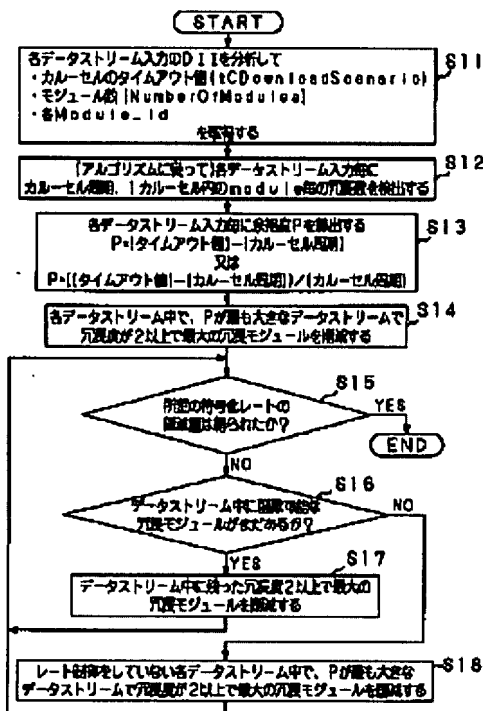 START
各データストリーム入力のDIIを分析して
・カルーセルのタイムアウト値(tCDownloadScenario)
・モジュール数(NumberOfModules)
・各Module_id
を取得する
S11
(アルゴリズムに従って)各データストリーム入力毎に
カルーセル周期、1カルーセル内のmodule毎の冗長度を検出する
S12
各データストリーム入力毎に余裕度Pを算出する
P=(タイムアウト値)-(カルーセル周期)
又は
P=[(タイムアウト値)-(カルーセル周期)]/(カルーセル周期)
S13
各データストリーム中で、Pが最も大きなデータストリームで
冗長度が2以上で最大の冗長モジュールを削減する
S14
所望の符号化レートの
削減量は得られたか?
S15
YES
END
NO
データストリーム中に削減可能な
冗長モジュールがまだあるか?
S16
NO
YES
データストリーム中に残った冗長度2以上で最大の
冗長モジュールを削減する
S17
レート制御をしていない各データストリーム中で、Pが最も大きな
データストリームで冗長度が2以上で最大の冗長モジュールを削減する
S18